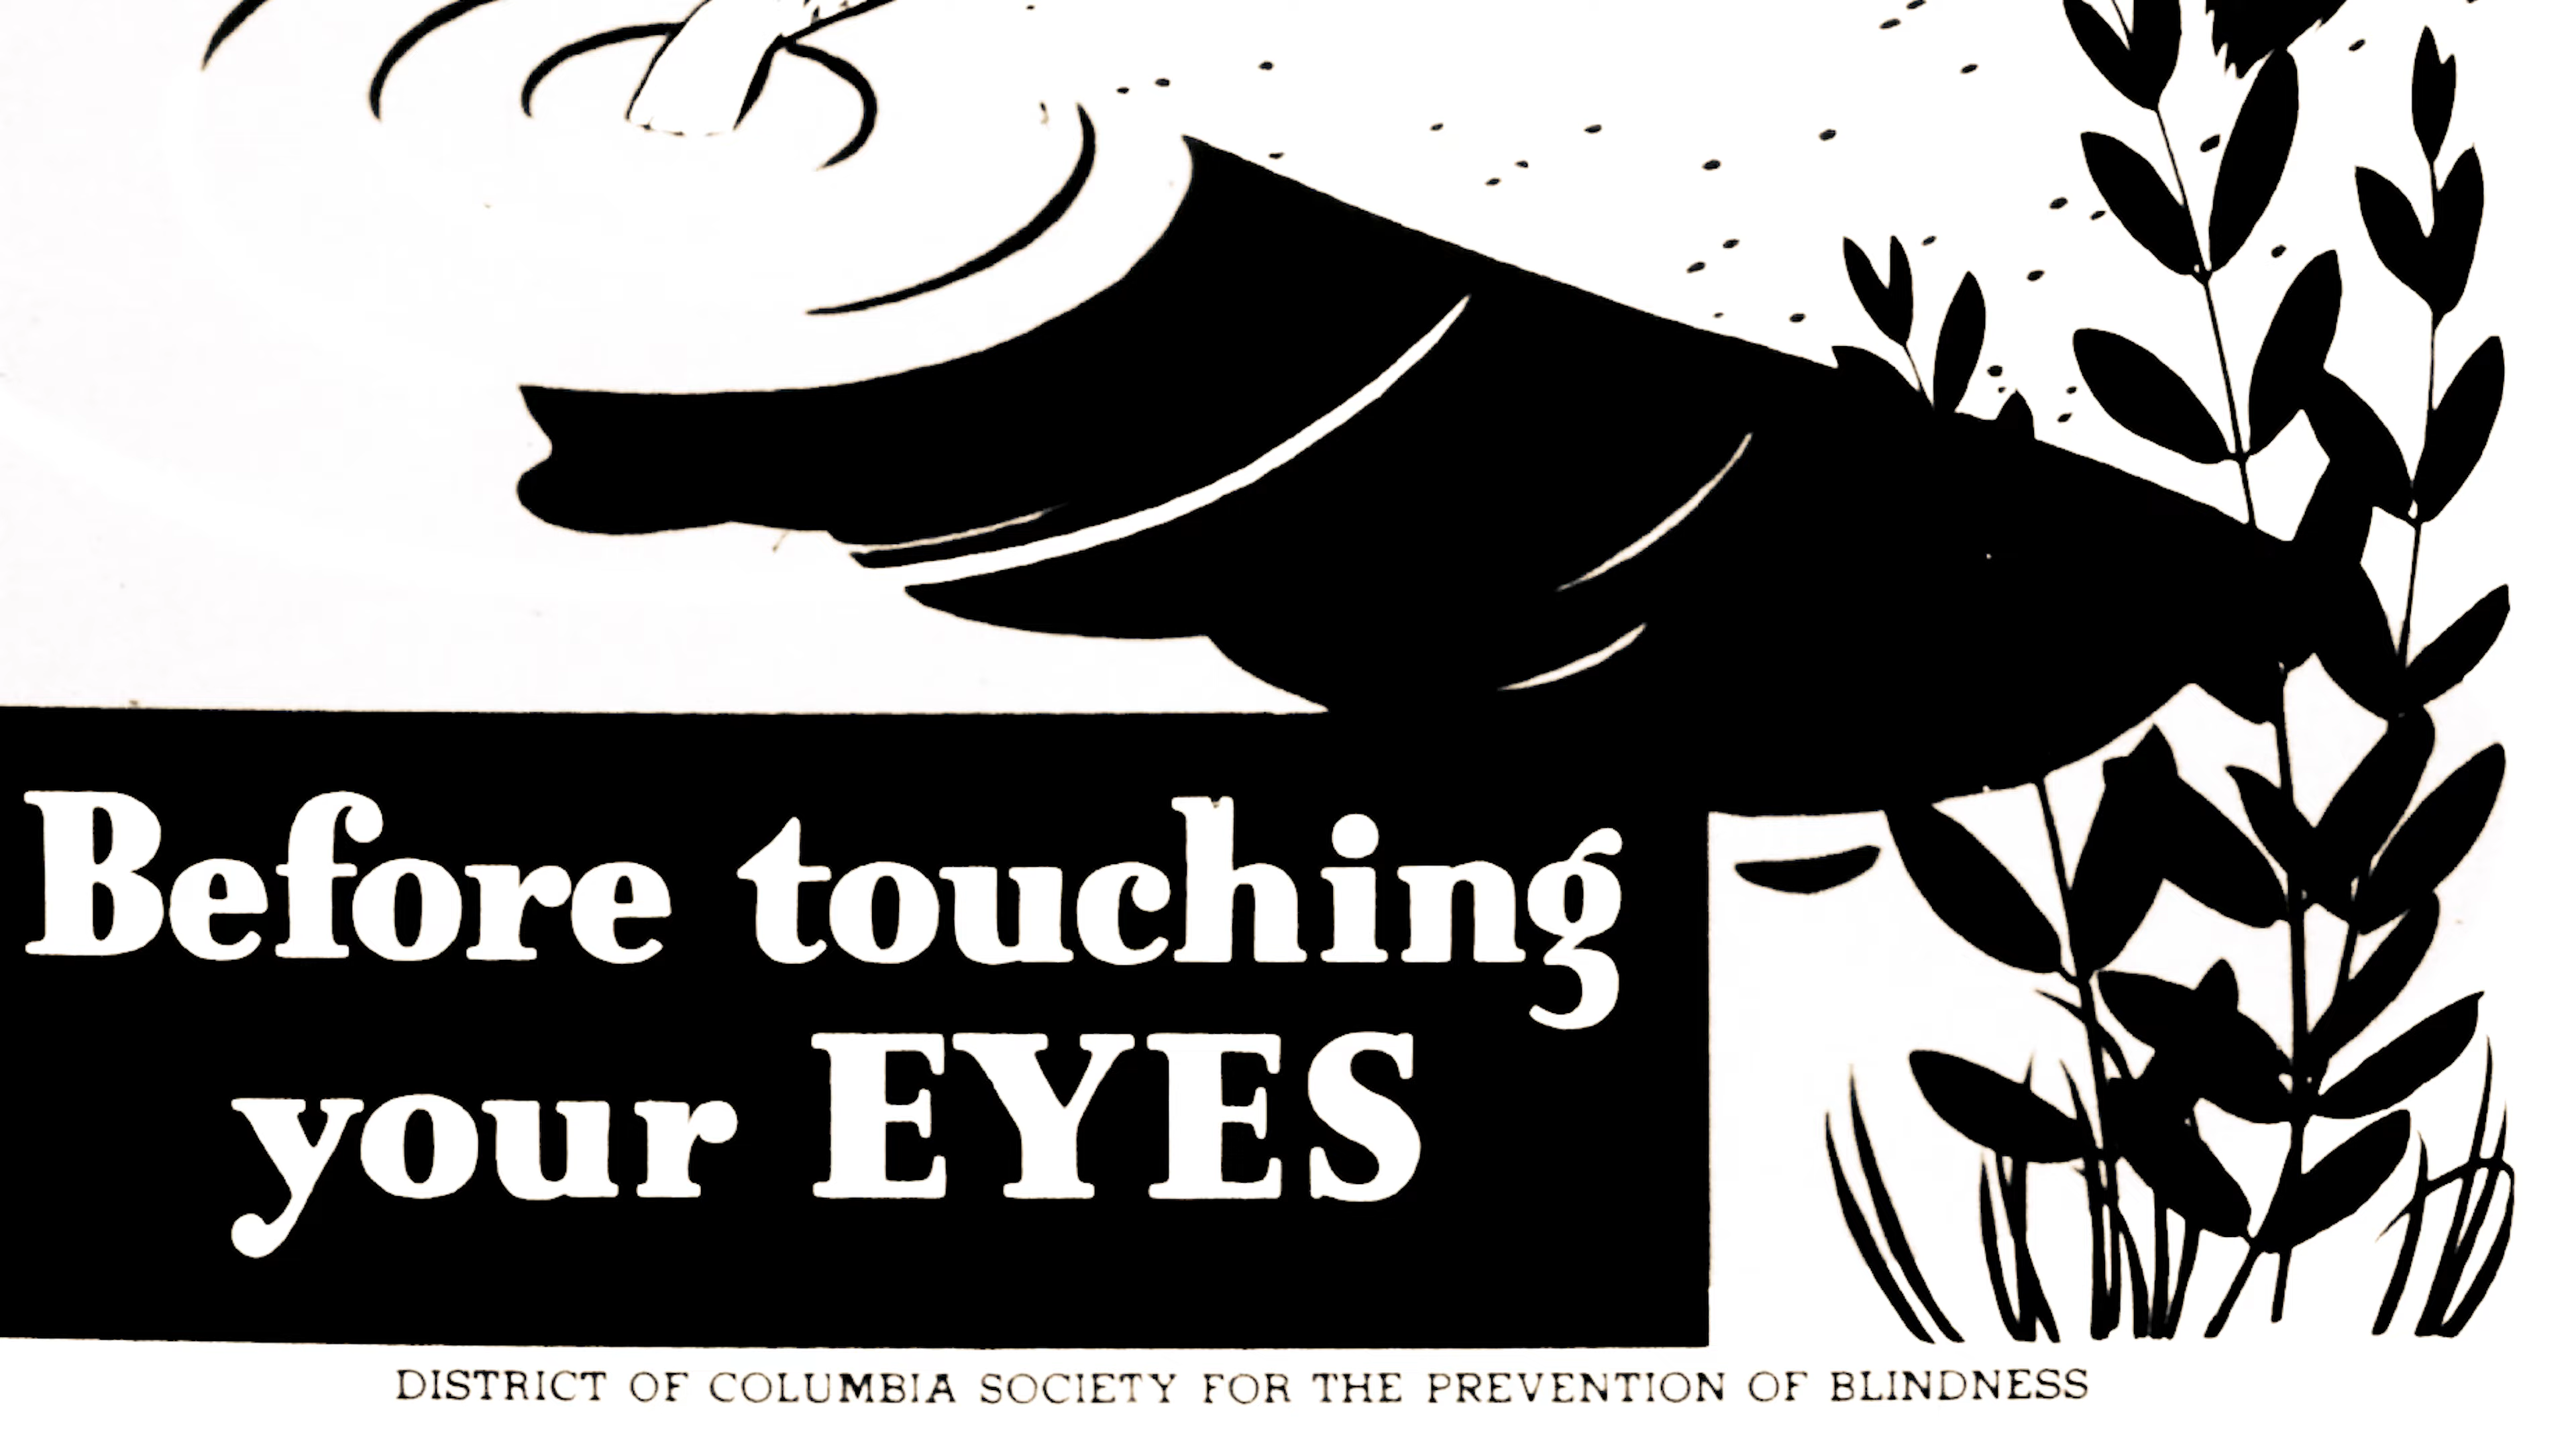 Before touching
your EYES
DISTRICT OF COLUMBIA SOCIETY FOR THE PREVENTION OF BLINDNESS